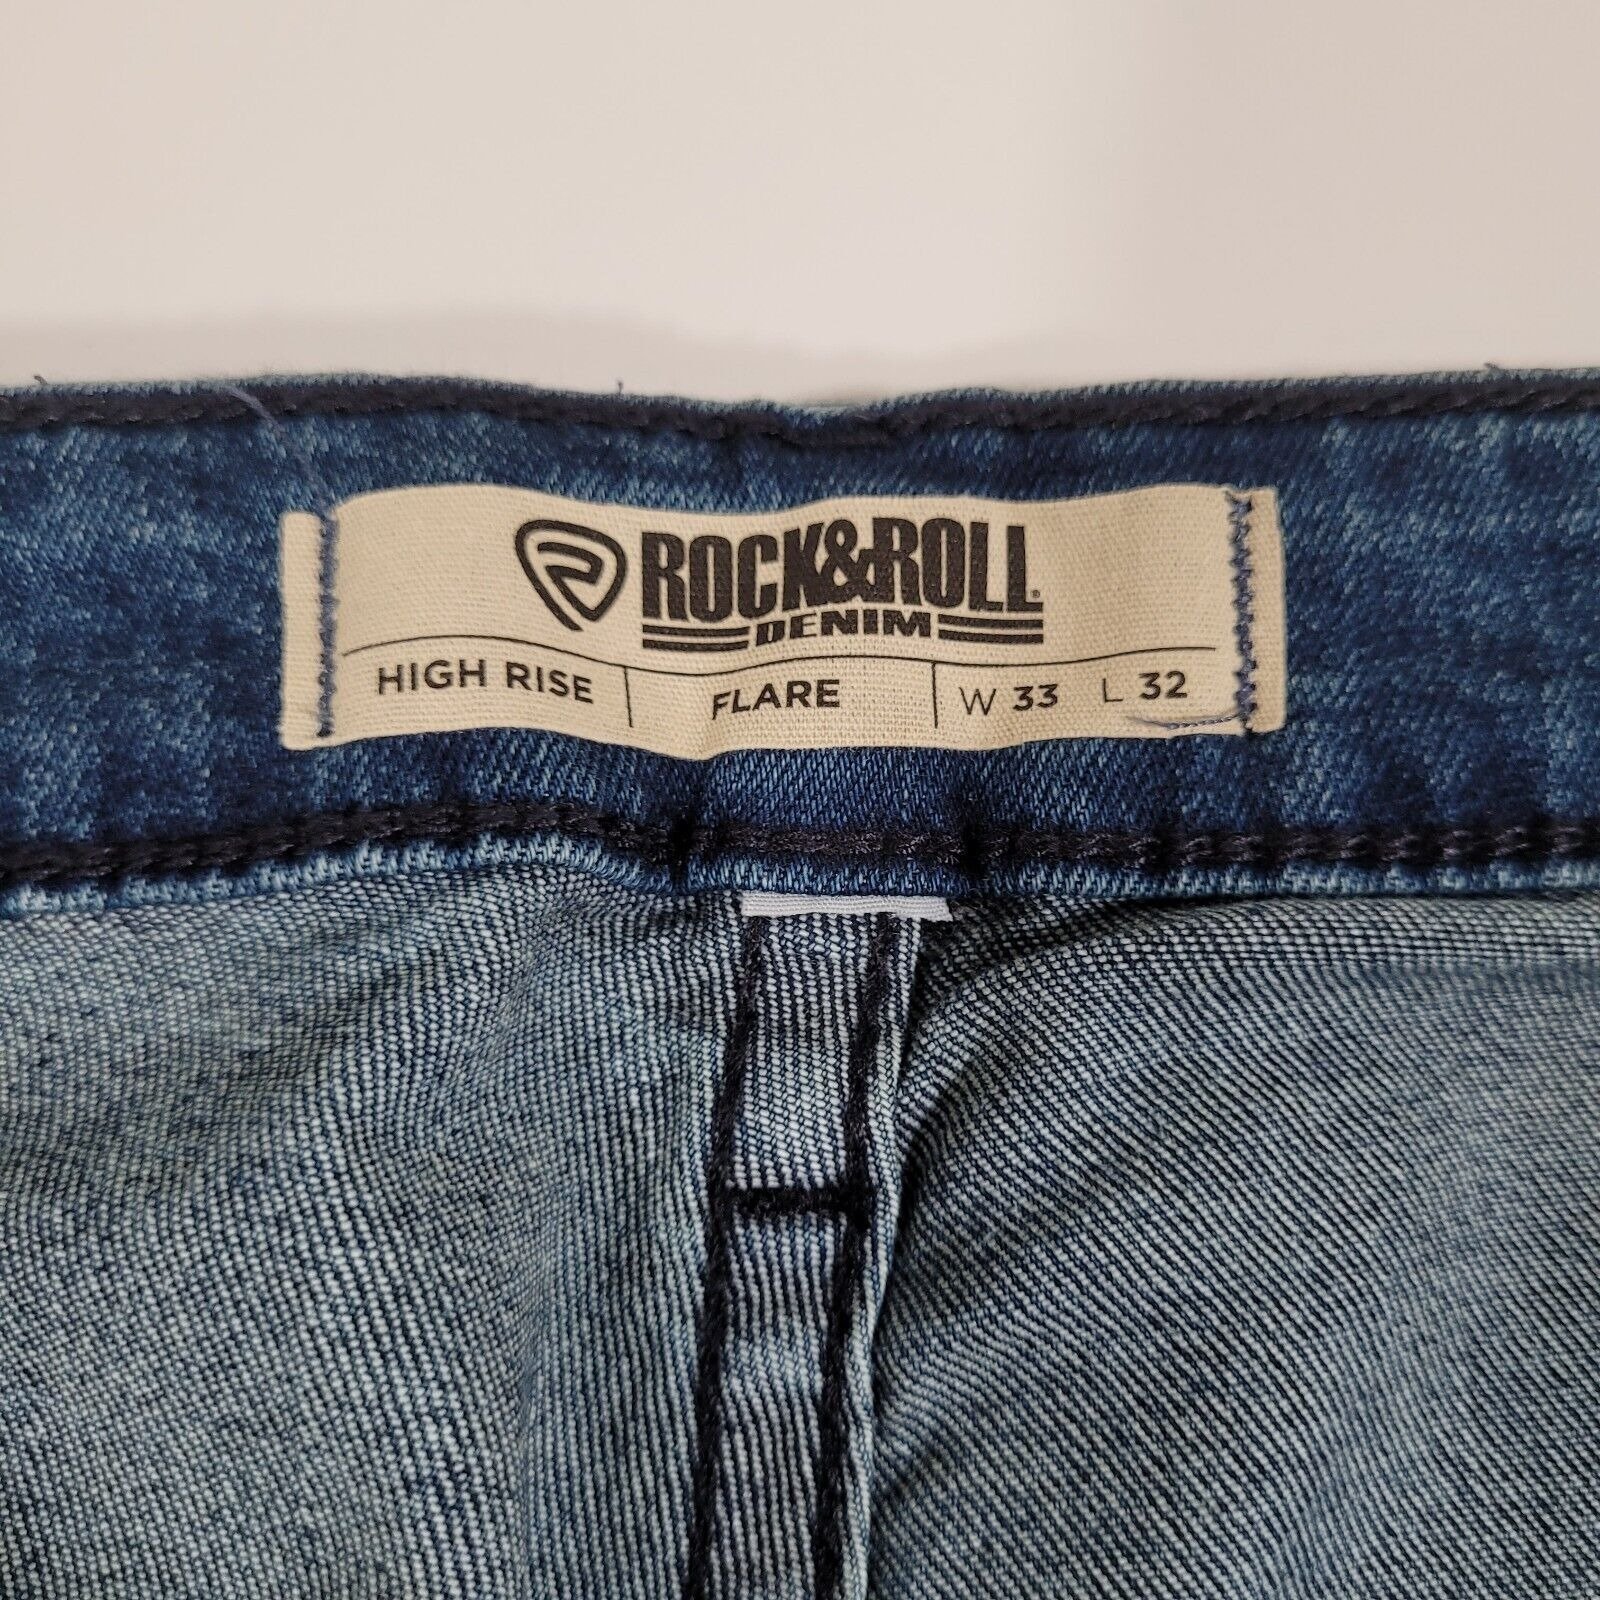 ROCK&ROLL
DENIM
HIGH RISE FLARE W 33 L 32